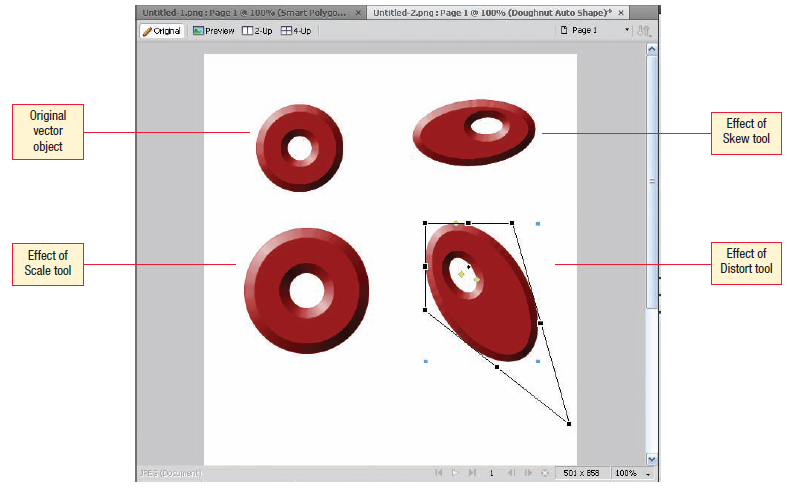 Untitled-1.png : Page 1 @ 100% (Smart Polygo... ×
Untitled-2.png : Page 1 @ 100% (Doughnut Auto Shape)* ×
Original
Preview
2-Up
4-Up
Page 1
Original
vector
object
Effect of
Skew tool
Effect of
Scale tool
Effect of
Distort tool
JPEG (Document)
1
501 x 658
100%